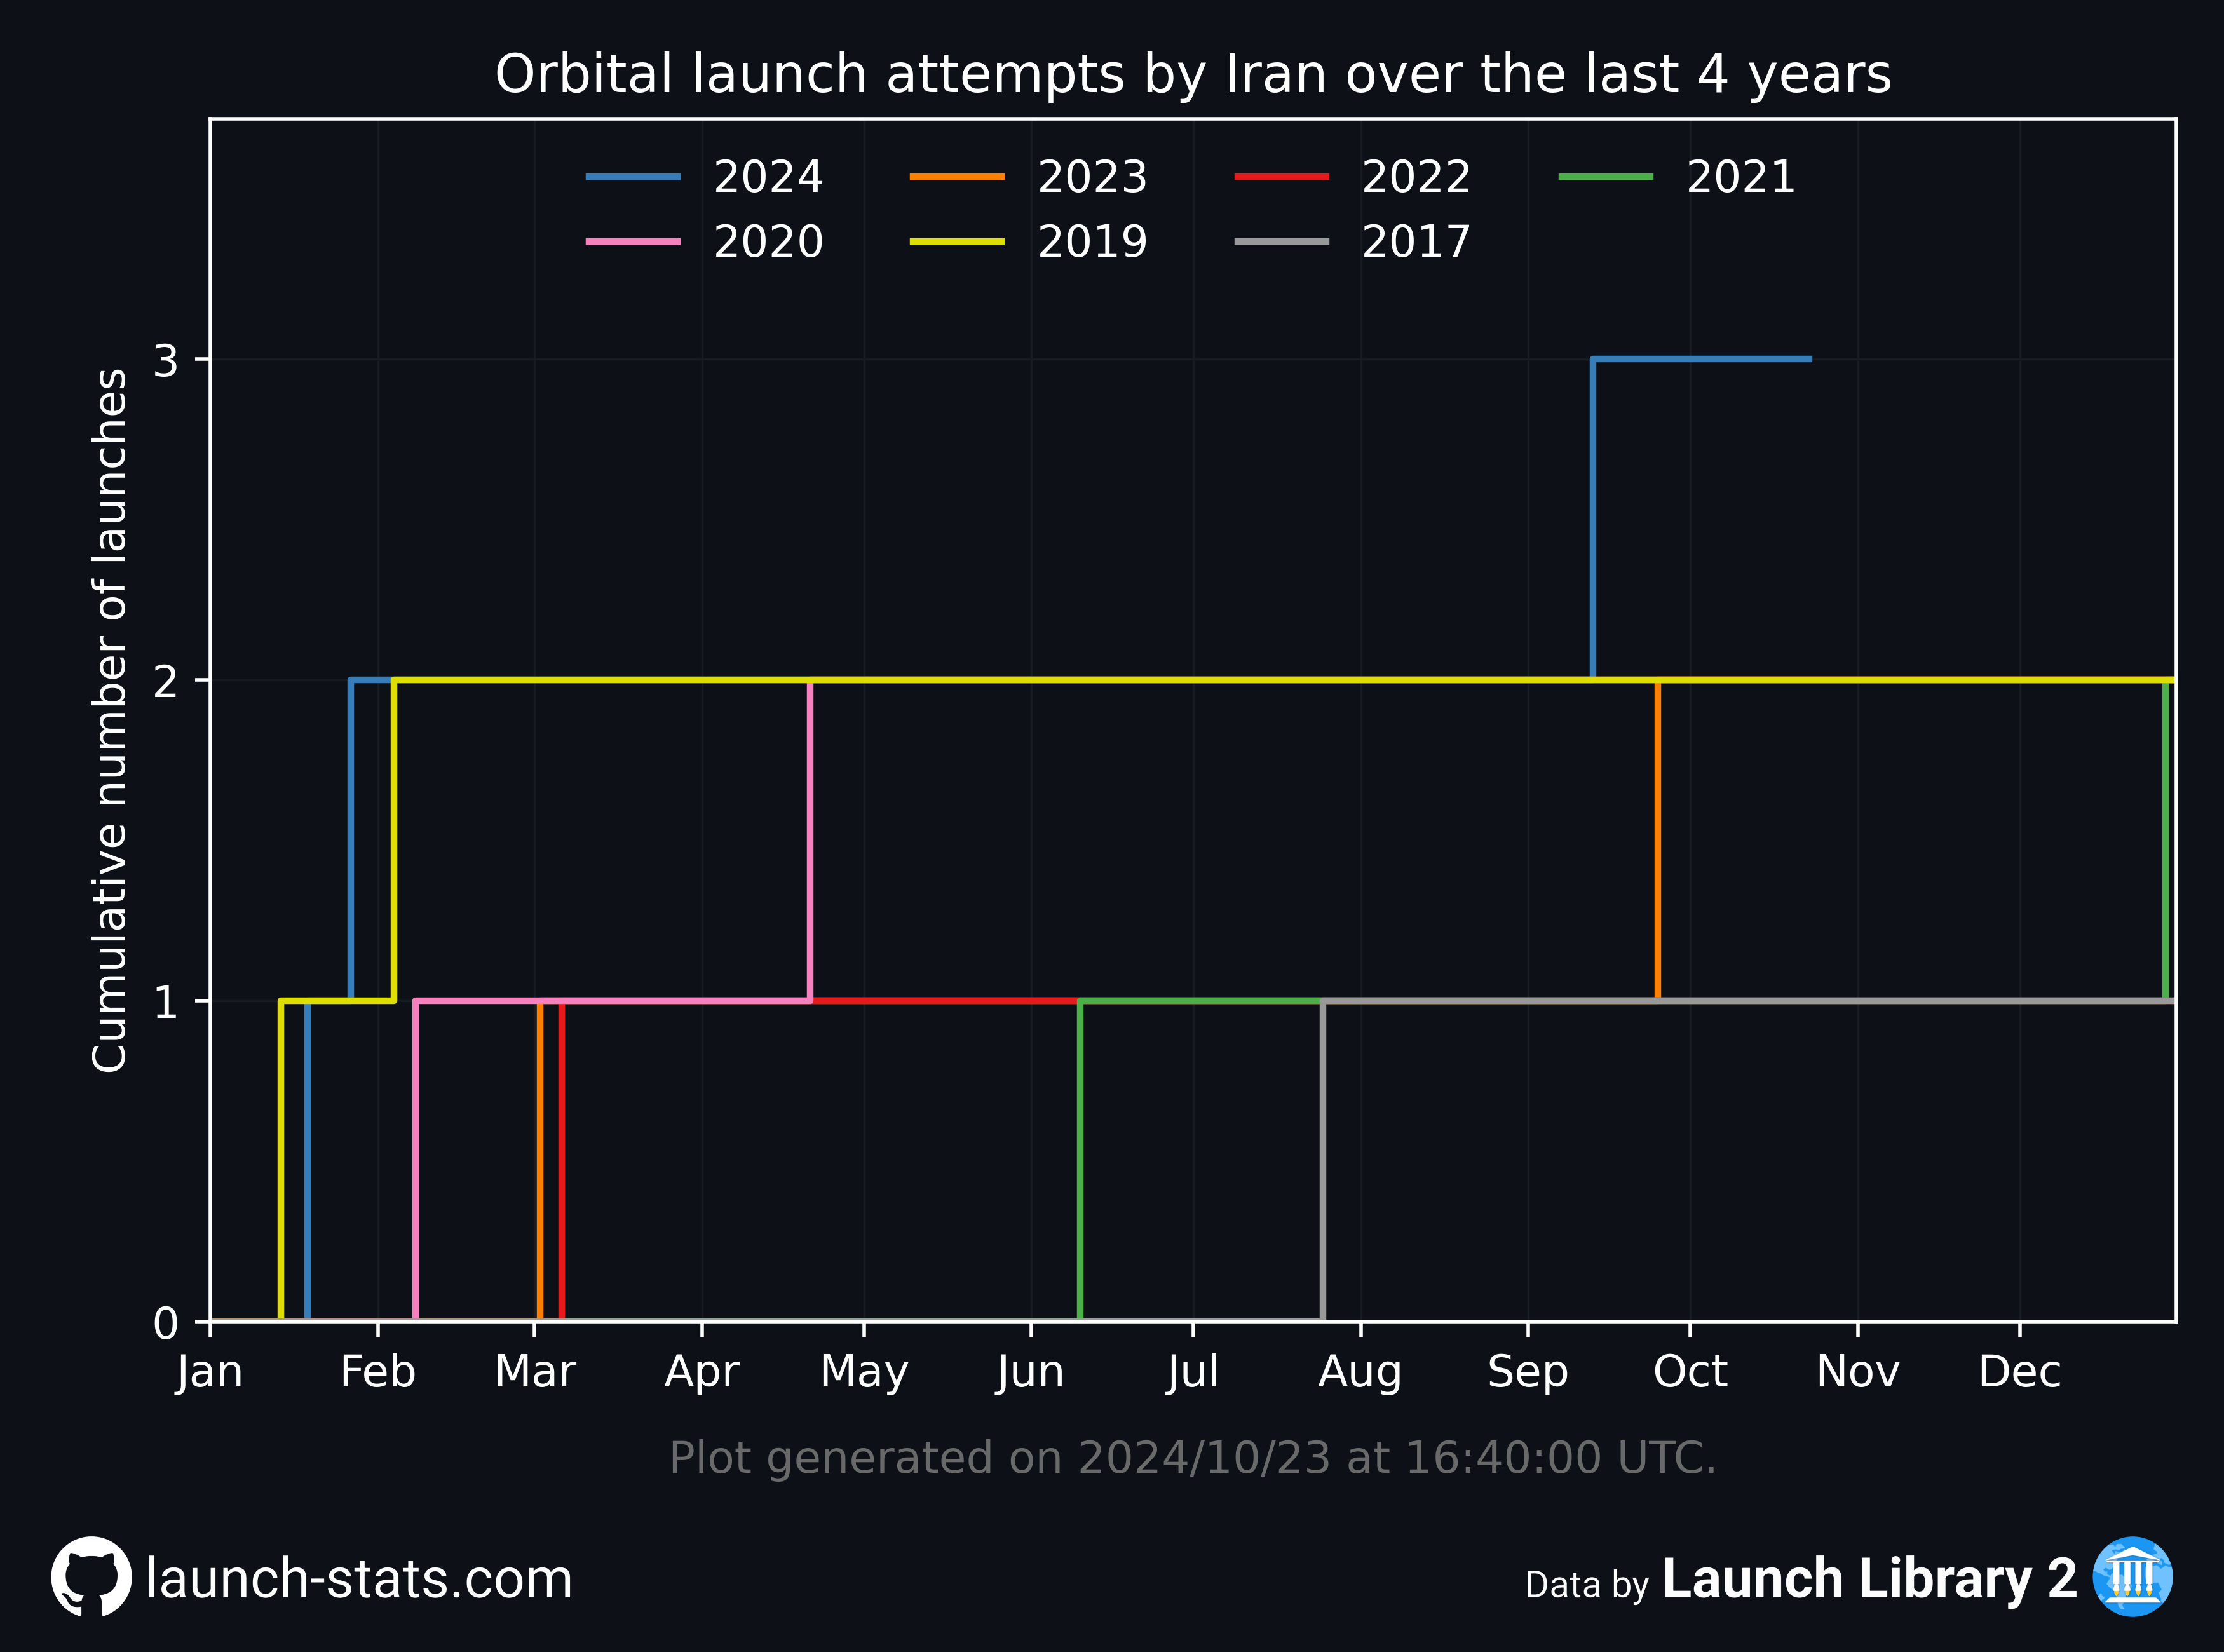 Orbital launch attempts by Iran over the last 4 years
2024 2023 2022 2021
2020 2019 2017
Cumulative number of launches
3
2
1
0
Jan Feb Mar Apr May Jun Jul Aug Sep Oct Nov Dec
Plot generated on 2024/10/23 at 16:40:00 UTC.
launch-stats.com
Data by Launch Library 2